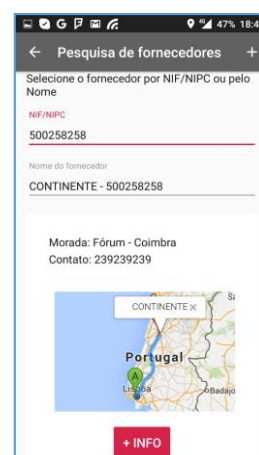 47% 18:4
Pesquisa de fornecedores
Selecione o fornecedor por NIF/NIPC ou pelo
Nome
NIF/NIPC
500258258
Nome do fornecedor
CONTINENTE - 500258258
Morada: Fórum - Coimbra
Contato: 239239239
CONTINENTE
Portugal
A
Lisboa
Badajo
+ INFO